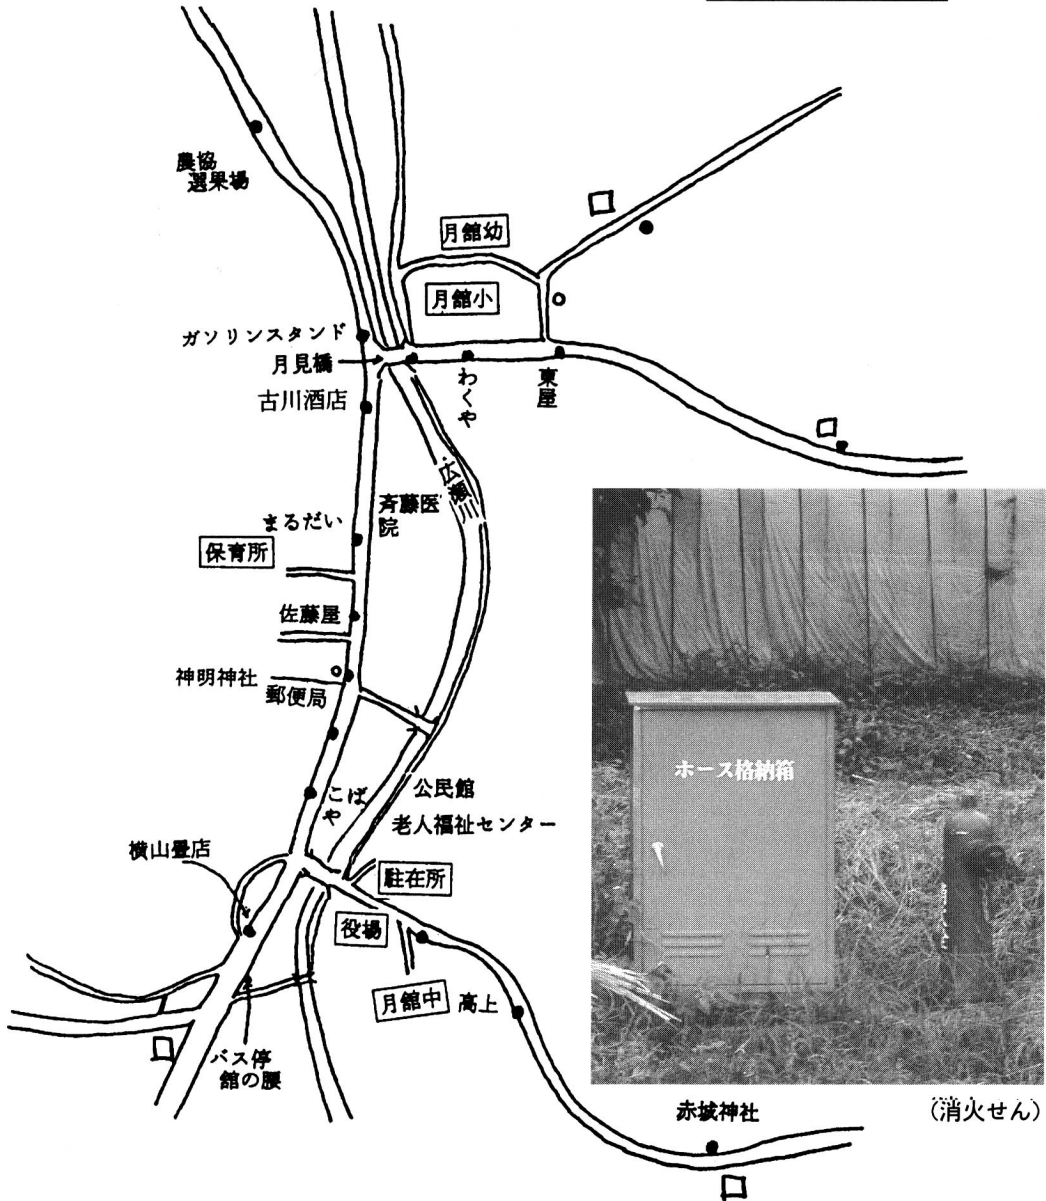 農協
選果場
月舘幼
月舘小
ガソリンスタンド
月見橋
古川酒店
わくや
東屋
広瀬川
斉藤医
院
まるだい
保育所
佐藤屋
神明神社
郵便局
こばや
公民館
老人福祉センター
横山畳店
駐在所
役場
月舘中
高上
バス停
舘の腰
赤城神社
ホース格納箱
(消火せん)